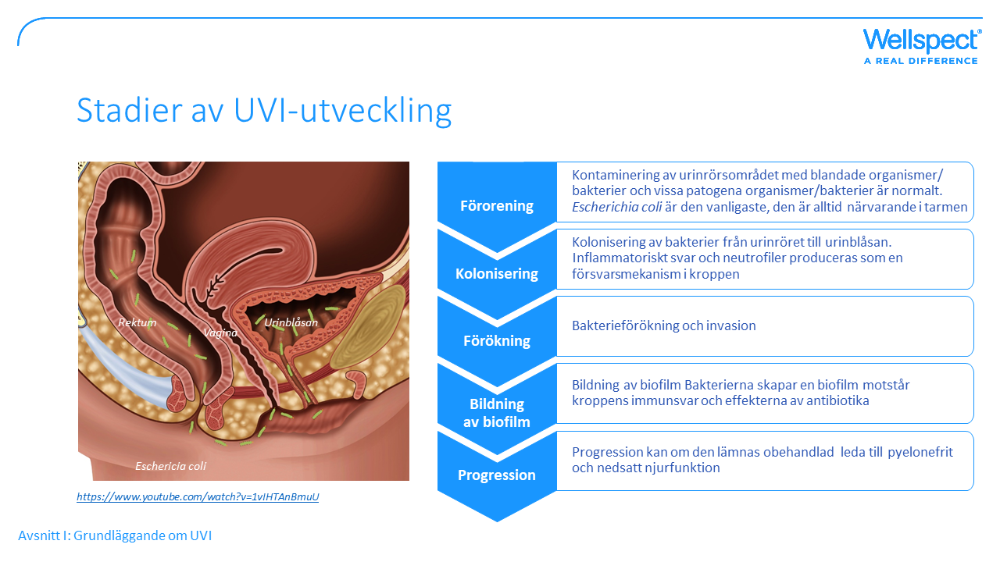 Wellspect®
A REAL DIFFERENCE
Stadier av UVI-utveckling
Rektum
Vagina
Urinblåsan
Eschericia coli
https://www.youtube.com/watch?v=1vIHTAnBmuU
Förorening
Kontaminering av urinrörsområdet med blandade organismer/
bakterier och vissa patogena organismer/bakterier är normalt.
Escherichia coli är den vanligaste, den är alltid närvarande i tarmen
Kolonisering
Kolonisering av bakterier från urinröret till urinblåsan.
Inflammatoriskt svar och neutrofiler produceras som en
försvarsmekanism i kroppen
Förökning
Bakterieförökning och invasion
Bildning
av biofilm
Bildning av biofilm Bakterierna skapar en biofilm motstår
kroppens immunsvar och effekterna av antibiotika
Progression
Progression kan om den lämnas obehandlad leda till pyelonefrit
och nedsatt njurfunktion
Avsnitt I: Grundläggande om UVI